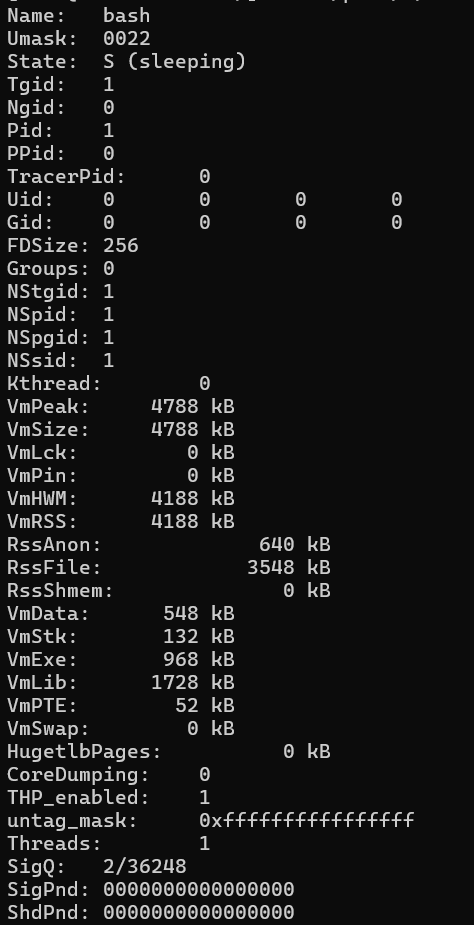 Name:   bash
Umask:  0022
State:  S (sleeping)
Tgid:   1
Ngid:   0
Pid:    1
PPid:   0
TracerPid:      0
Uid:    0       0       0       0
Gid:    0       0       0       0
FDSize: 256
Groups: 0
NStgid: 1
NSpid:  1
NSpgid: 1
NSsid:  1
Kthread:        0
VmPeak:     4788 kB
VmSize:     4788 kB
VmLck:         0 kB
VmPin:         0 kB
VmHWM:      4188 kB
VmRSS:      4188 kB
RssAnon:             640 kB
RssFile:            3548 kB
RssShmem:              0 kB
VmData:      548 kB
VmStk:       132 kB
VmExe:       968 kB
VmLib:      1728 kB
VmPTE:        52 kB
VmSwap:        0 kB
HugetlbPages:          0 kB
CoreDumping:    0
THP_enabled:    1
untag_mask:     0xffffffffffffffff
Threads:        1
SigQ:   2/36248
SigPnd: 0000000000000000
ShdPnd: 0000000000000000